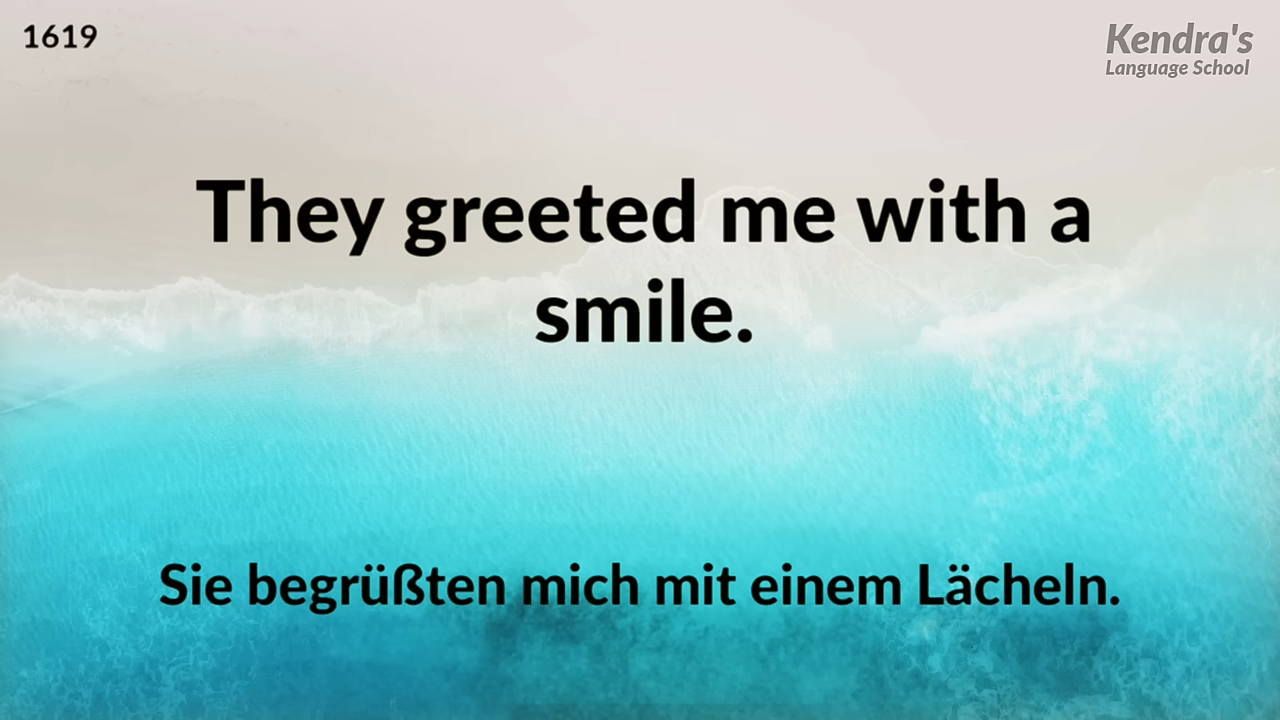 1619
Kendra's
Language School
They greeted me with a
smile.
Sie begrüßten mich mit einem Lächeln.